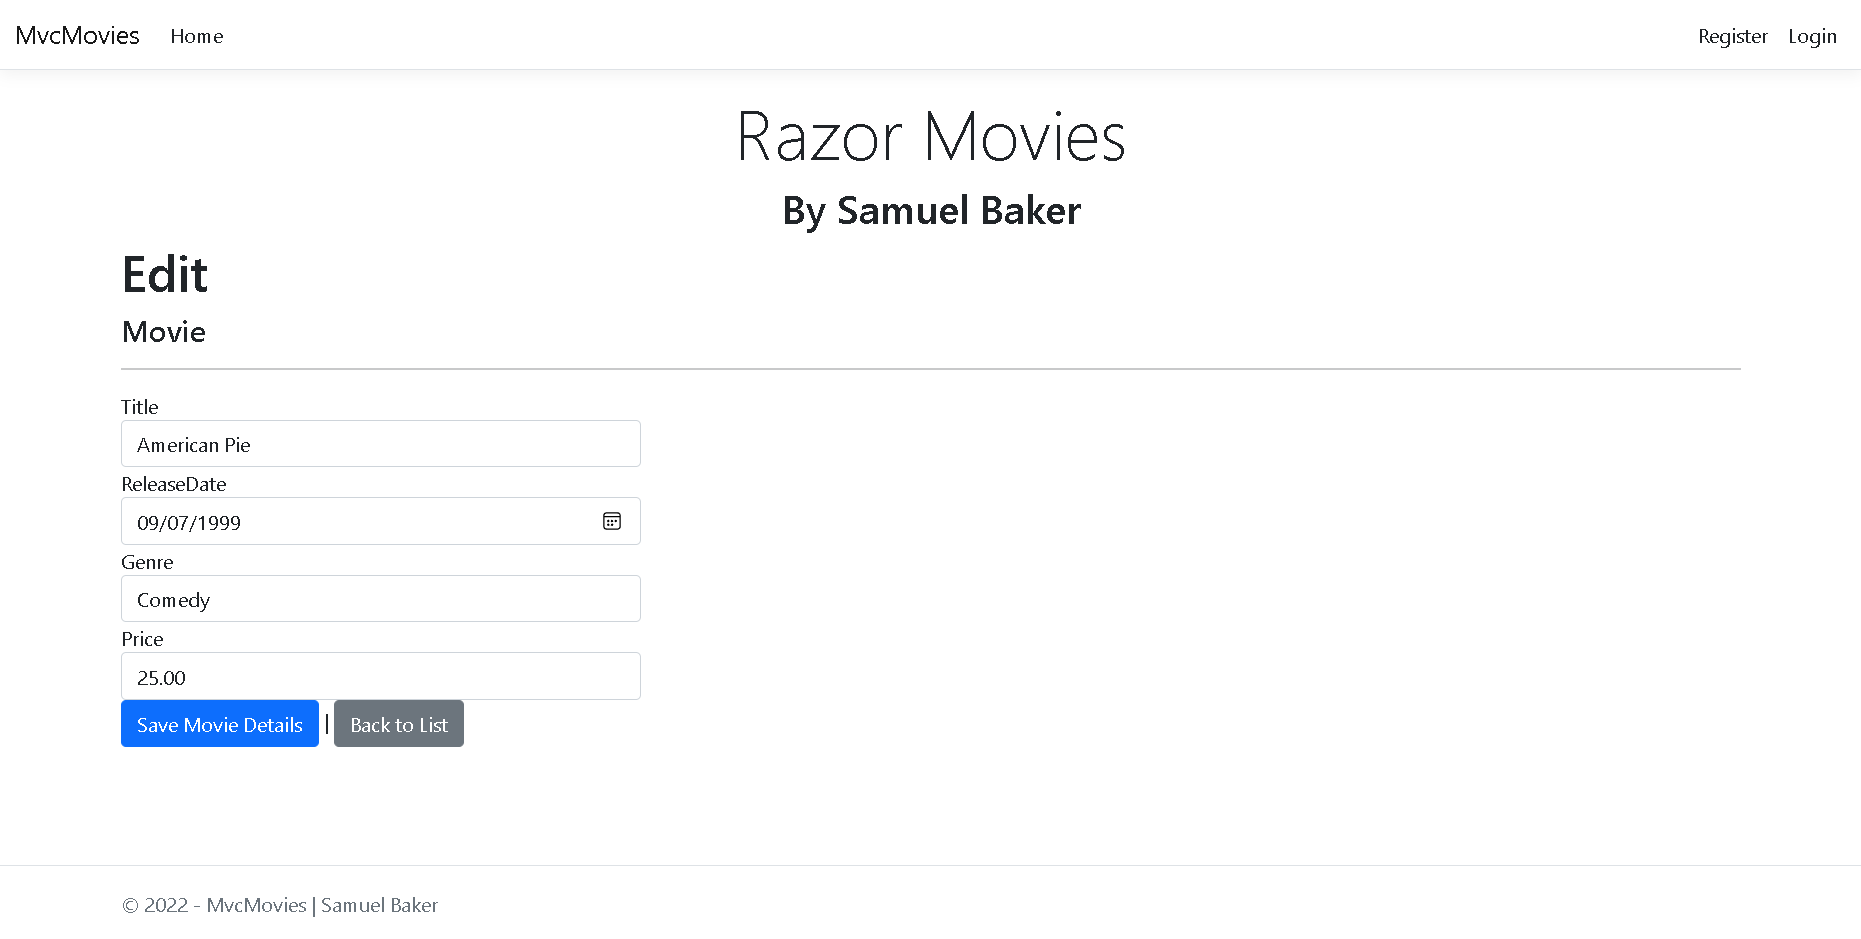 MvcMovies Home Register Login
Razor Movies
By Samuel Baker
Edit
Movie
Title
American Pie
ReleaseDate
09/07/1999
Genre
Comedy
Price
25.00
Save Movie Details | Back to List
© 2022 - MvcMovies | Samuel Baker